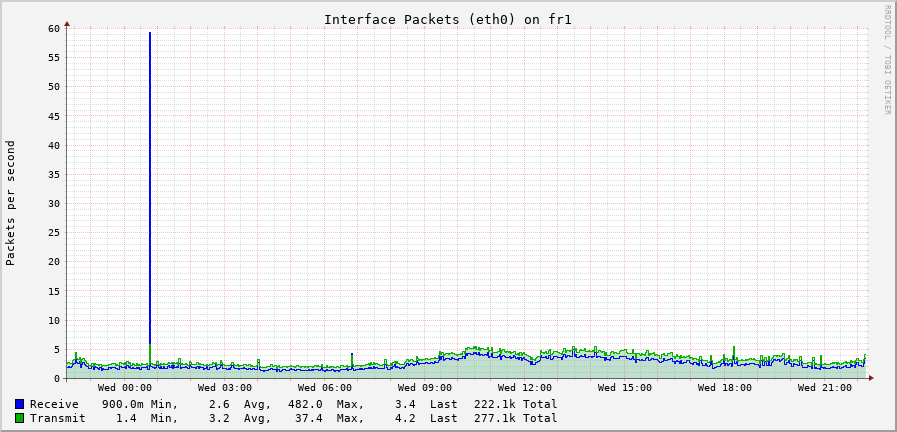 Interface Packets (eth0) on fr1
RRDTOOL / TOBI OETIKER
Packets per second
60
55
50
45
40
35
30
25
20
15
10
5
0
Wed 00:00 Wed 03:00 Wed 06:00 Wed 09:00 Wed 12:00 Wed 15:00 Wed 18:00 Wed 21:00
Receive 900.0m Min, 2.6 Avg, 482.0 Max, 3.4 Last 222.1k Total
Transmit 1.4 Min, 3.2 Avg, 37.4 Max, 4.2 Last 277.1k Total